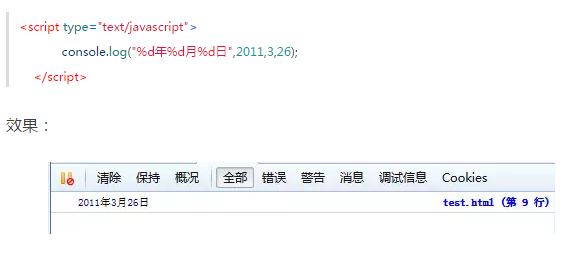 <script type="text/javascript">
console.log("%d年%d月%d日",2011,3,26);
</script>
效果：
清除 保持 概况 全部 错误 警告 消息 调试信息 Cookies
2011年3月26日 test.html (第 9 行)